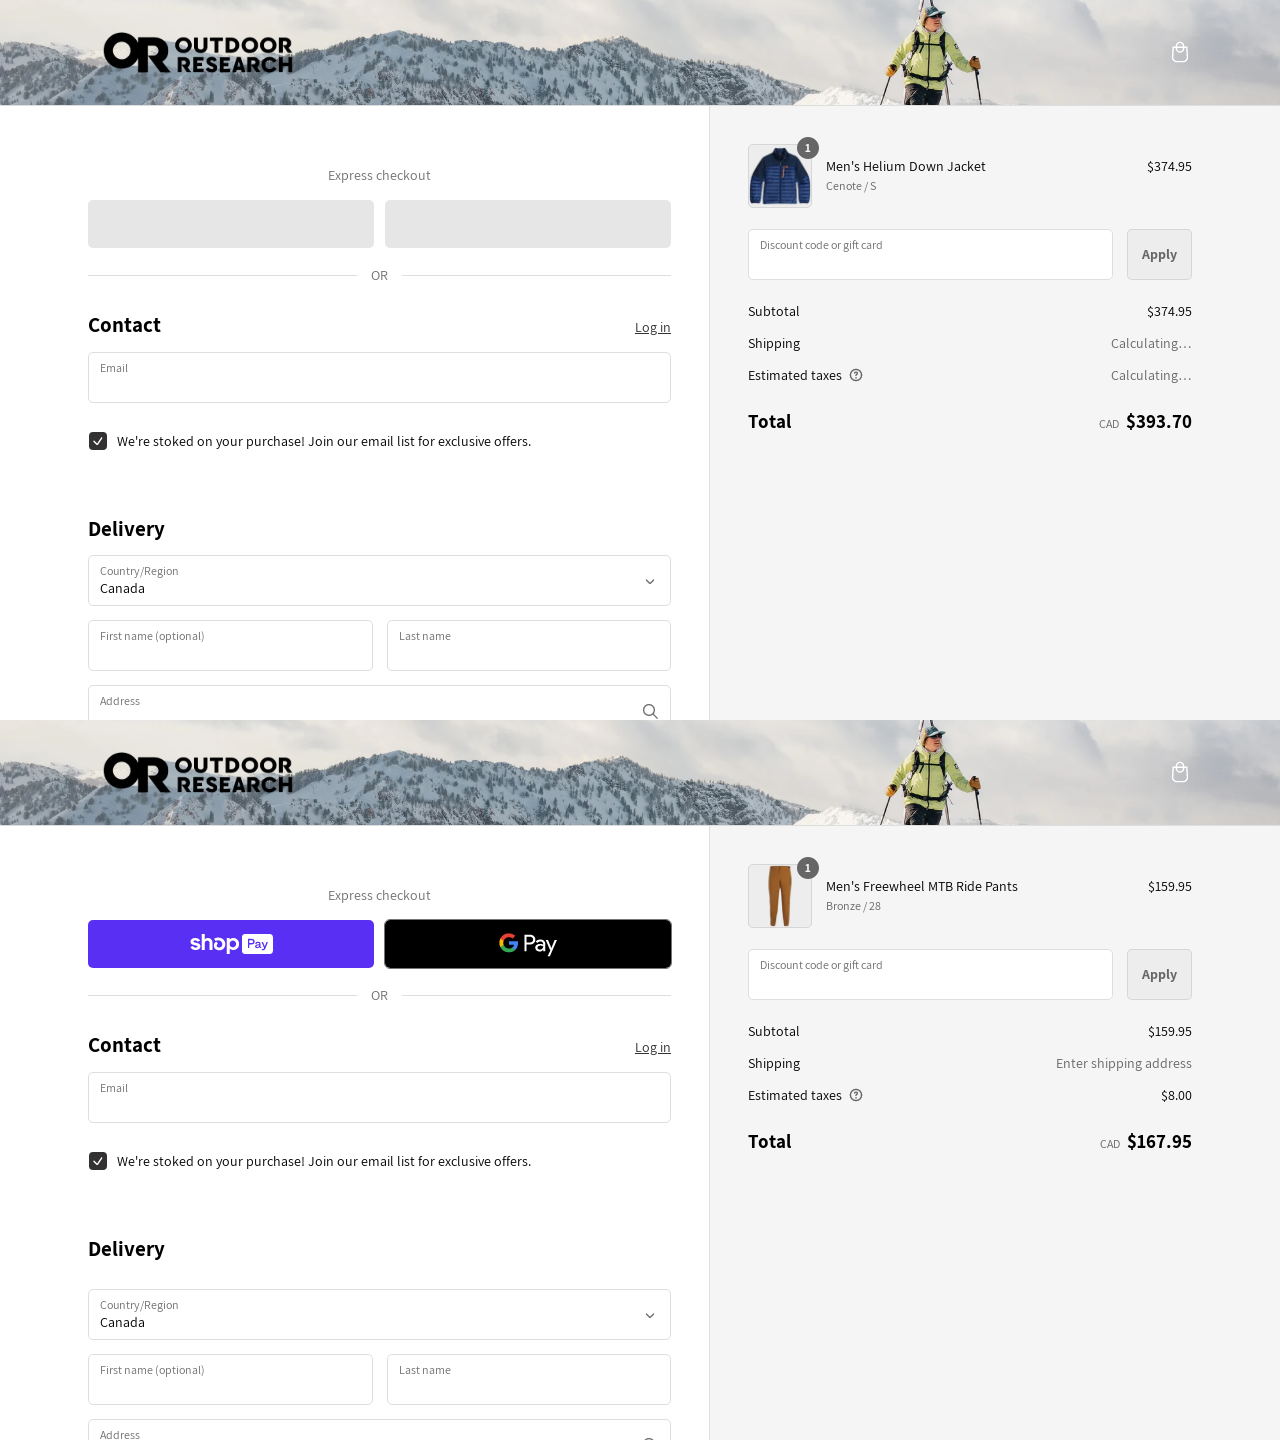 OR OUTDOOR
RESEARCH
Express checkout
OR
Contact
Log in
Email
We're stoked on your purchase! Join our email list for exclusive offers.
Delivery
Country/Region
Canada
First name (optional)
Last name
Address
1
Men's Helium Down Jacket
$374.95
Cenote / S
Discount code or gift card
Apply
Subtotal
$374.95
Shipping
Calculating…
Estimated taxes
Calculating…
Total
CAD $393.70
OR OUTDOOR
RESEARCH
Express checkout
shop Pay
G Pay
OR
Contact
Log in
Email
We're stoked on your purchase! Join our email list for exclusive offers.
Delivery
Country/Region
Canada
First name (optional)
Last name
Address
1
Men's Freewheel MTB Ride Pants
$159.95
Bronze / 28
Discount code or gift card
Apply
Subtotal
$159.95
Shipping
Enter shipping address
Estimated taxes
$8.00
Total
CAD $167.95